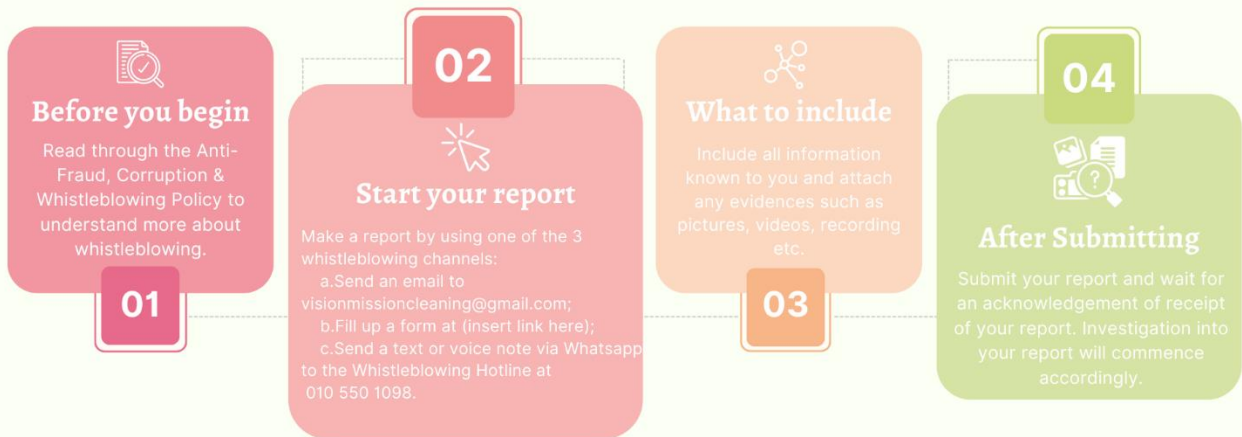 Before you begin
Read through the Anti-
Fraud, Corruption &
Whistleblowing Policy to
understand more about
whistleblowing.
01
02
Start your report
Make a report by using one of the 3
whistleblowing channels:
a.Send an email to
visionmissioncleaning@gmail.com;
b.Fill up a form at (insert link here);
c.Send a text or voice note via Whatsapp
to the Whistleblowing Hotline at
010 550 1098.
What to include
Include all information
known to you and attach
any evidences such as
pictures, videos, recording
etc.
03
04
After Submitting
Submit your report and wait for
an acknowledgement of receipt
of your report. Investigation into
your report will commence
accordingly.